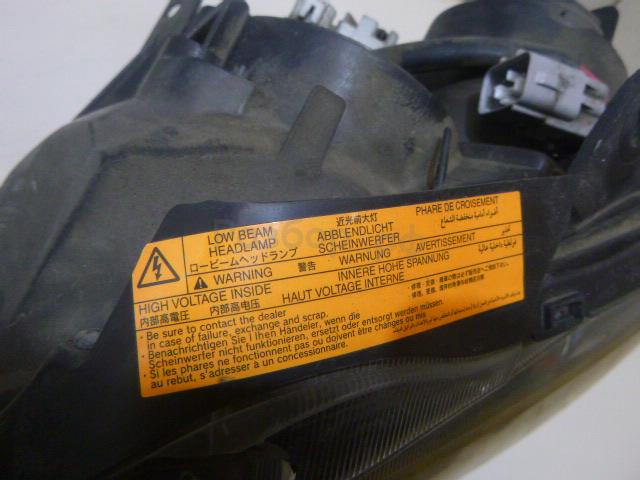 LOW BEAM 近光前大灯 PHARE DE CROISEMENT
HEADLAMP ABBLENDLICHT
ロービームヘッドランプ SCHEINWERFER
WARNING 警告 WARNUNG AVERTISSEMENT تحذير
HIGH VOLTAGE INSIDE INNERE HOHE SPANNUNG
内部高電圧 内部高电压 HAUT VOLTAGE INTERNE
• Be sure to contact the dealer
in case of failure, exchange and scrap.
• Benachrichtigen Sie I lhen Händeler, wenn die
Scheinwerfer nicht funktionieren, ersetzt oder entsorgt werden müssen.
• Si les phares ne fonctionnent pas ou doivent être changes ou mis
au rebut, s'adresser à un concessionnaire.